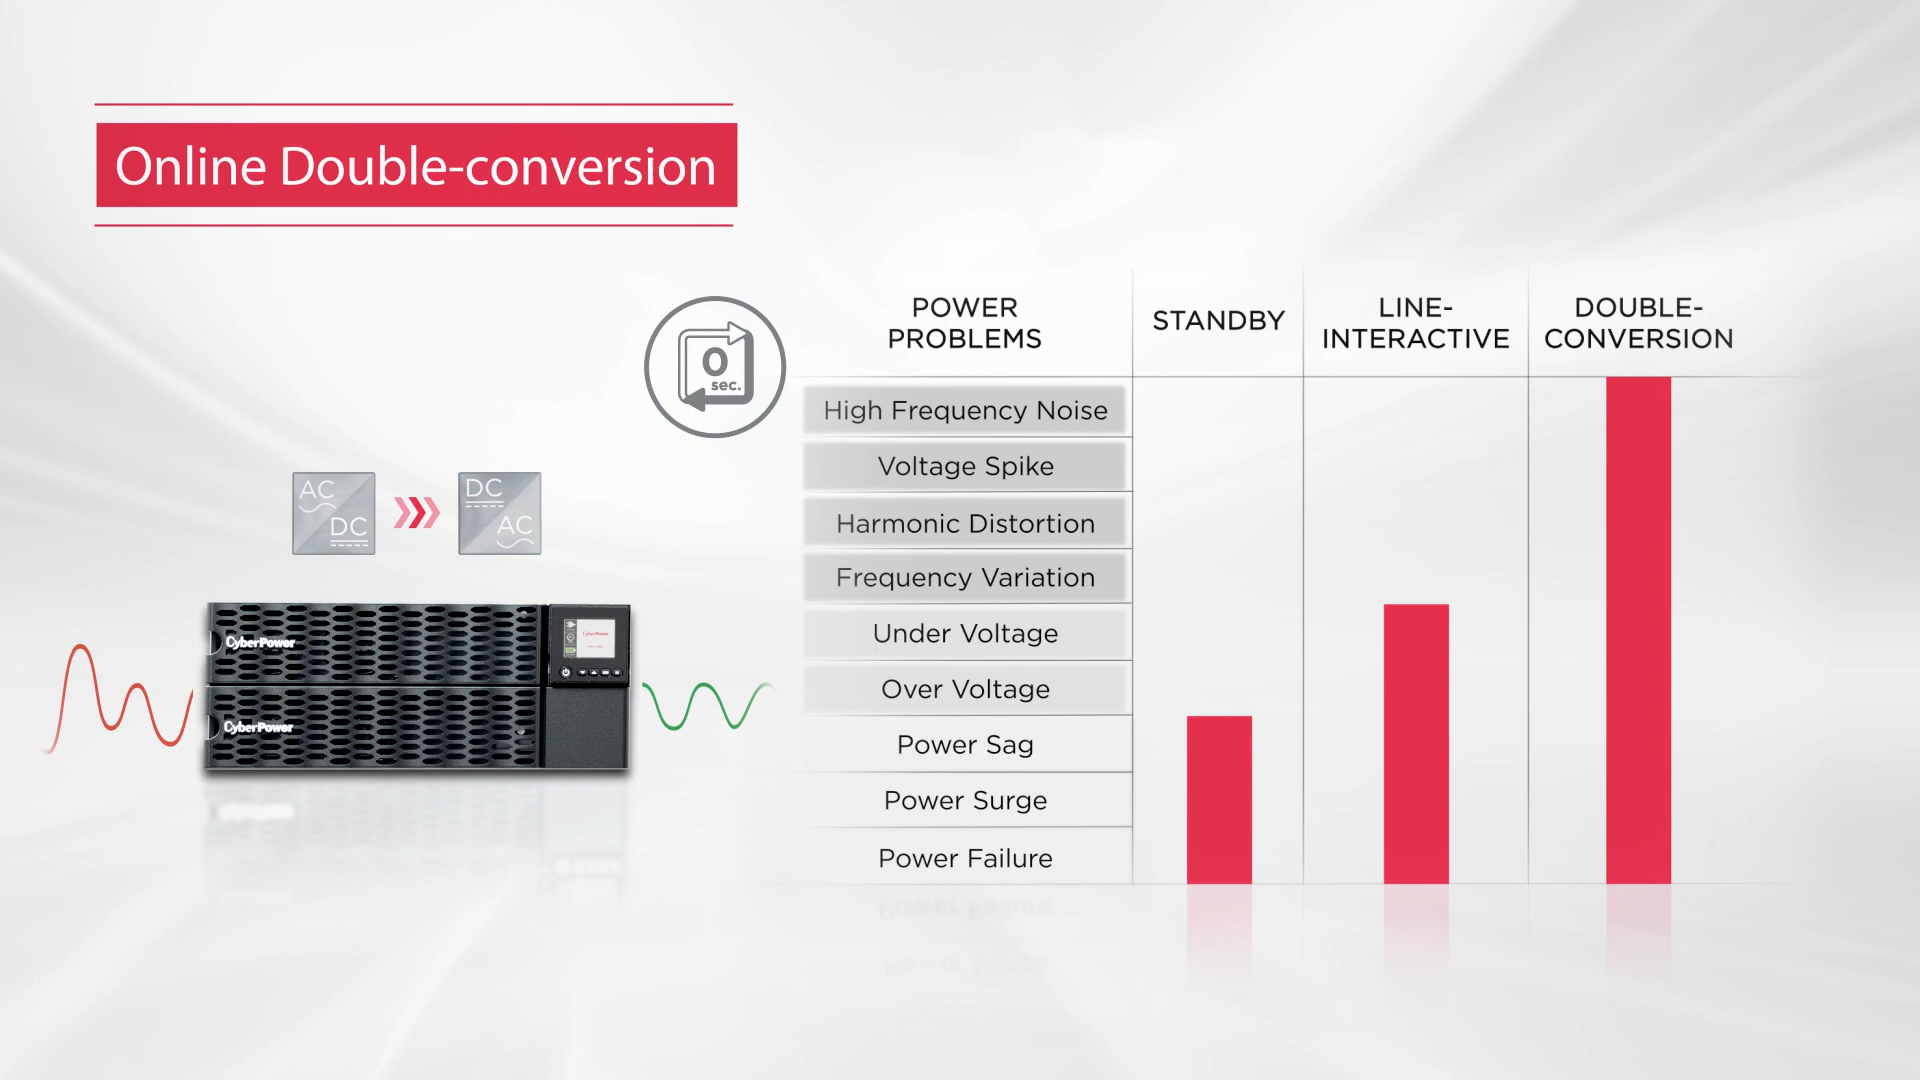 Online Double-conversion
0
sec.
AC
DC
DC
AC
CyberPower
CyberPower
POWER
PROBLEMS
STANDBY
LINE-
INTERACTIVE
DOUBLE-
CONVERSION
High Frequency Noise
Voltage Spike
Harmonic Distortion
Frequency Variation
Under Voltage
Over Voltage
Power Sag
Power Surge
Power Failure